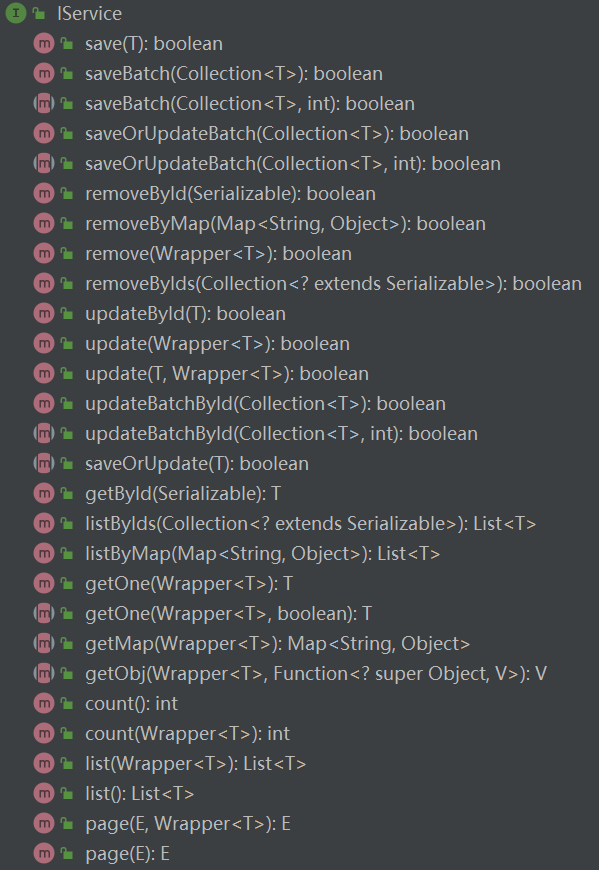 IService
save(T): boolean
saveBatch(Collection<T>): boolean
saveBatch(Collection<T>, int): boolean
saveOrUpdateBatch(Collection<T>): boolean
saveOrUpdateBatch(Collection<T>, int): boolean
removeById(Serializable): boolean
removeByMap(Map<String, Object>): boolean
remove(Wrapper<T>): boolean
removeByIds(Collection<? extends Serializable>): boolean
updateById(T): boolean
update(Wrapper<T>): boolean
update(T, Wrapper<T>): boolean
updateBatchById(Collection<T>): boolean
updateBatchById(Collection<T>, int): boolean
saveOrUpdate(T): boolean
getById(Serializable): T
listByIds(Collection<? extends Serializable>): List<T>
listByMap(Map<String, Object>): List<T>
getOne(Wrapper<T>): T
getOne(Wrapper<T>, boolean): T
getMap(Wrapper<T>): Map<String, Object>
getObj(Wrapper<T>, Function<? super Object, V>): V
count(): int
count(Wrapper<T>): int
list(Wrapper<T>): List<T>
list(): List<T>
page(E, Wrapper<T>): E
page(E): E